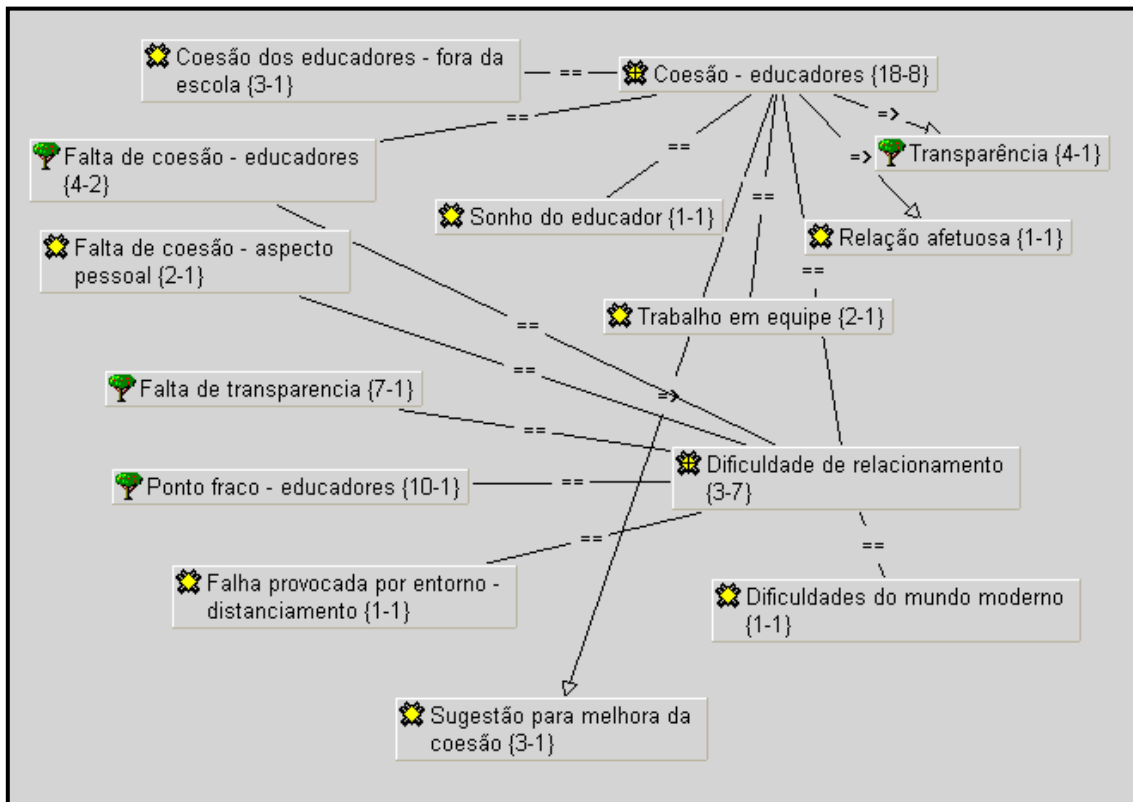 Coesão dos educadores - fora da
escola {3-1}
==
Coesão - educadores {18-8}
==
=>
Falta de coesão - educadores
{4-2}
==
=>
Transparência {4-1}
==
Sonho do educador {1-1}
Falta de coesão - aspecto
pessoal {2-1}
Relação afetuosa {1-1}
==
Trabalho em equipe {2-1}
==
==
Falta de transparencia {7-1}
=>
==
Dificuldade de relacionamento
{3-7}
Ponto fraco - educadores {10-1}
==
==
==
Falha provocada por entorno -
distanciamento {1-1}
Dificuldades do mundo moderno
{1-1}
Sugestão para melhora da
coesão {3-1}